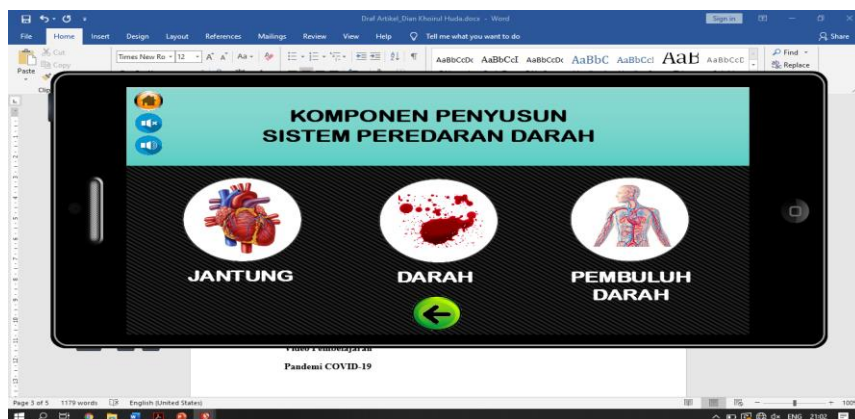 Draf Artikel_Dian Khoirul Huda.docx - Word
Sign in
File Home Insert Design Layout References Mailings Review View Help Tell me what you want to do Share
Cut
Copy
Paste
Times New Ro 12
AaBbCcDc AaBbCcI AaBbCcDc AaBbC AaBbCcI AaB AaBbCcC
Find
Replace
KOMPONEN PENYUSUN
SISTEM PEREDARAN DARAH
JANTUNG
DARAH
PEMBULUH
DARAH
Video Pembelajaran
Pandemi COVID-19
Page 3 of 5 1179 words English (United States)
100%
ENG 21:02